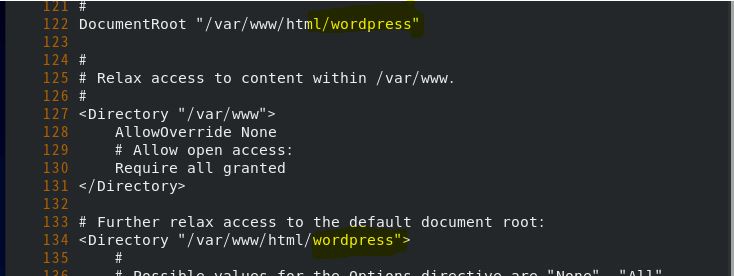 121 #
122 DocumentRoot "/var/www/html/wordpress"
123
124 #
125 # Relax access to content within /var/www.
126 #
127 <Directory "/var/www">
128     AllowOverride None
129     # Allow open access:
130     Require all granted
131 </Directory>
132
133 # Further relax access to the default document root:
134 <Directory "/var/www/html/wordpress">
135     #
136     # Possible values for the Options directive are "None", "All",